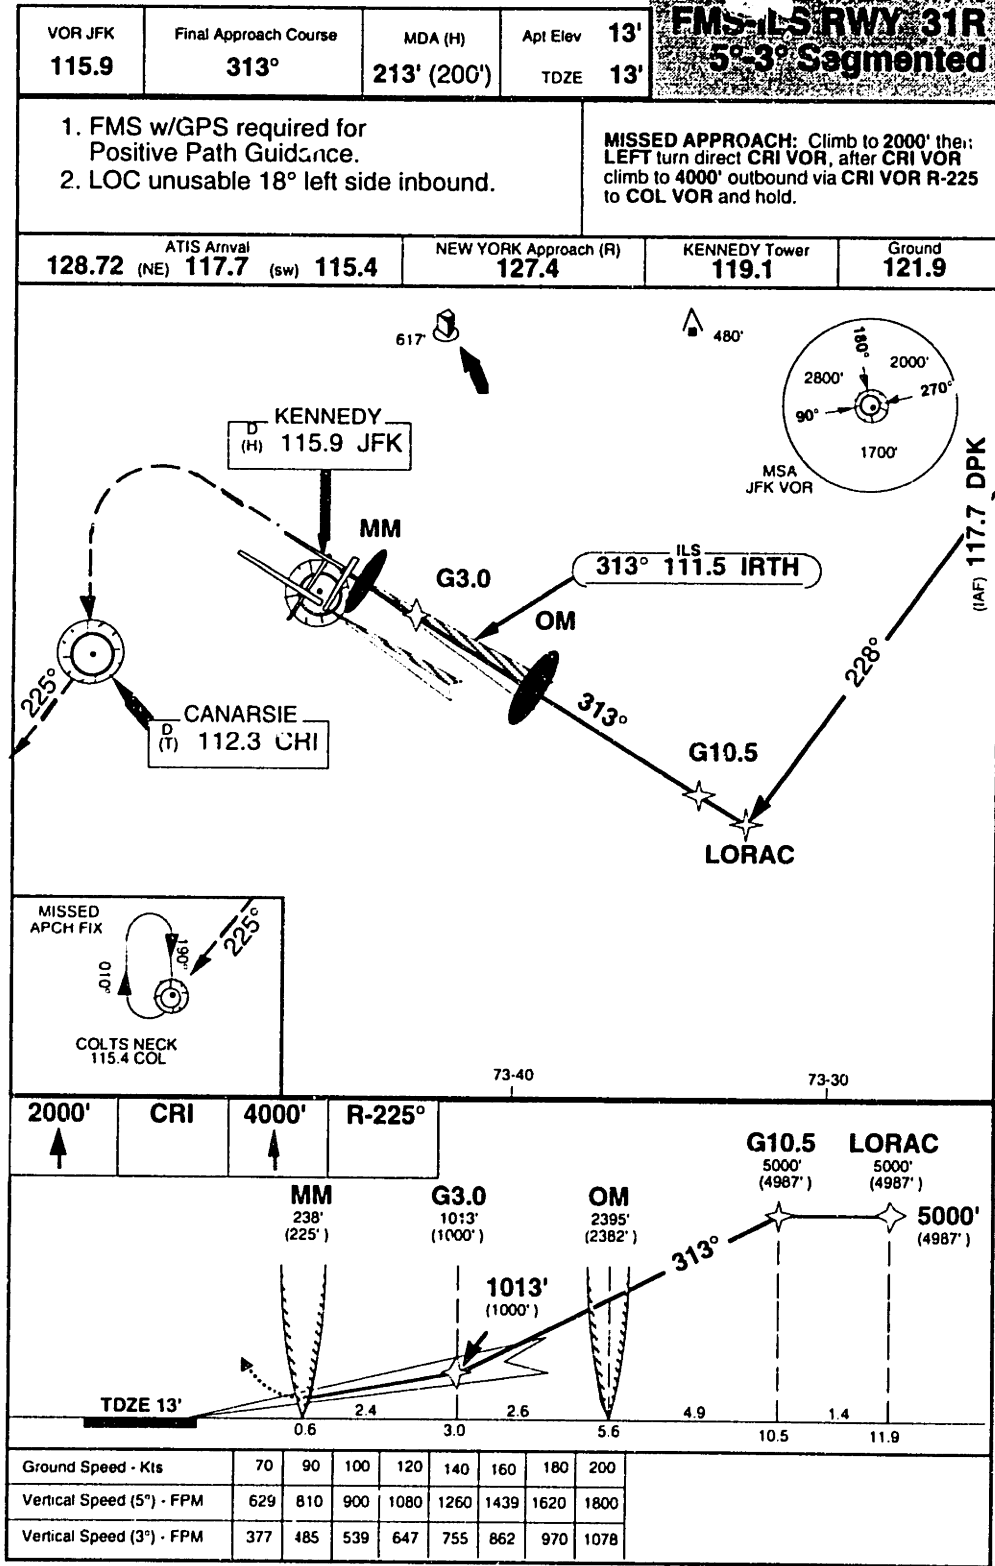 VOR JFK
115.9
Final Approach Course
313°
MDA (H)
213' (200')
Apt Elev 13'
TDZE 13'
FMS-ILS RWY 31R
5°-3° Segmented
1. FMS w/GPS required for
Positive Path Guidance.
2. LOC unusable 18° left side inbound.
MISSED APPROACH: Climb to 2000' then
LEFT turn direct CRI VOR, after CRI VOR
climb to 4000' outbound via CRI VOR R-225
to COL VOR and hold.
ATIS Arrival
128.72 (NE) 117.7 (sw) 115.4
NEW YORK Approach (R)
127.4
KENNEDY Tower
119.1
Ground
121.9
617'
480'
180°
2000'
2800'
270°
90°
1700'
MSA
JFK VOR
(IAF) 117.7 DPK
KENNEDY
D
(H) 115.9 JFK
MM
G3.0
ILS
313° 111.5 IRTH
OM
228°
313°
225°
CANARSIE
D
(T) 112.3 CRI
G10.5
LORAC
MISSED
APCH FIX
225°
190°
010°
COLTS NECK
115.4 COL
73-40
73-30
2000' CRI 4000' R-225°
G10.5 LORAC
5000' 5000'
(4987') (4987')
MM G3.0 OM
238' 1013' 2395'
(225') (1000') (2382')
5000'
(4987')
313°
1013'
(1000')
TDZE 13'
2.4 2.6 4.9 1.4
0.6 3.0 5.6 10.5 11.9
Ground Speed - Kts 70 90 100 120 140 160 180 200
Vertical Speed (5°) - FPM 629 810 900 1080 1260 1439 1620 1800
Vertical Speed (3°) - FPM 377 485 539 647 755 862 970 1078